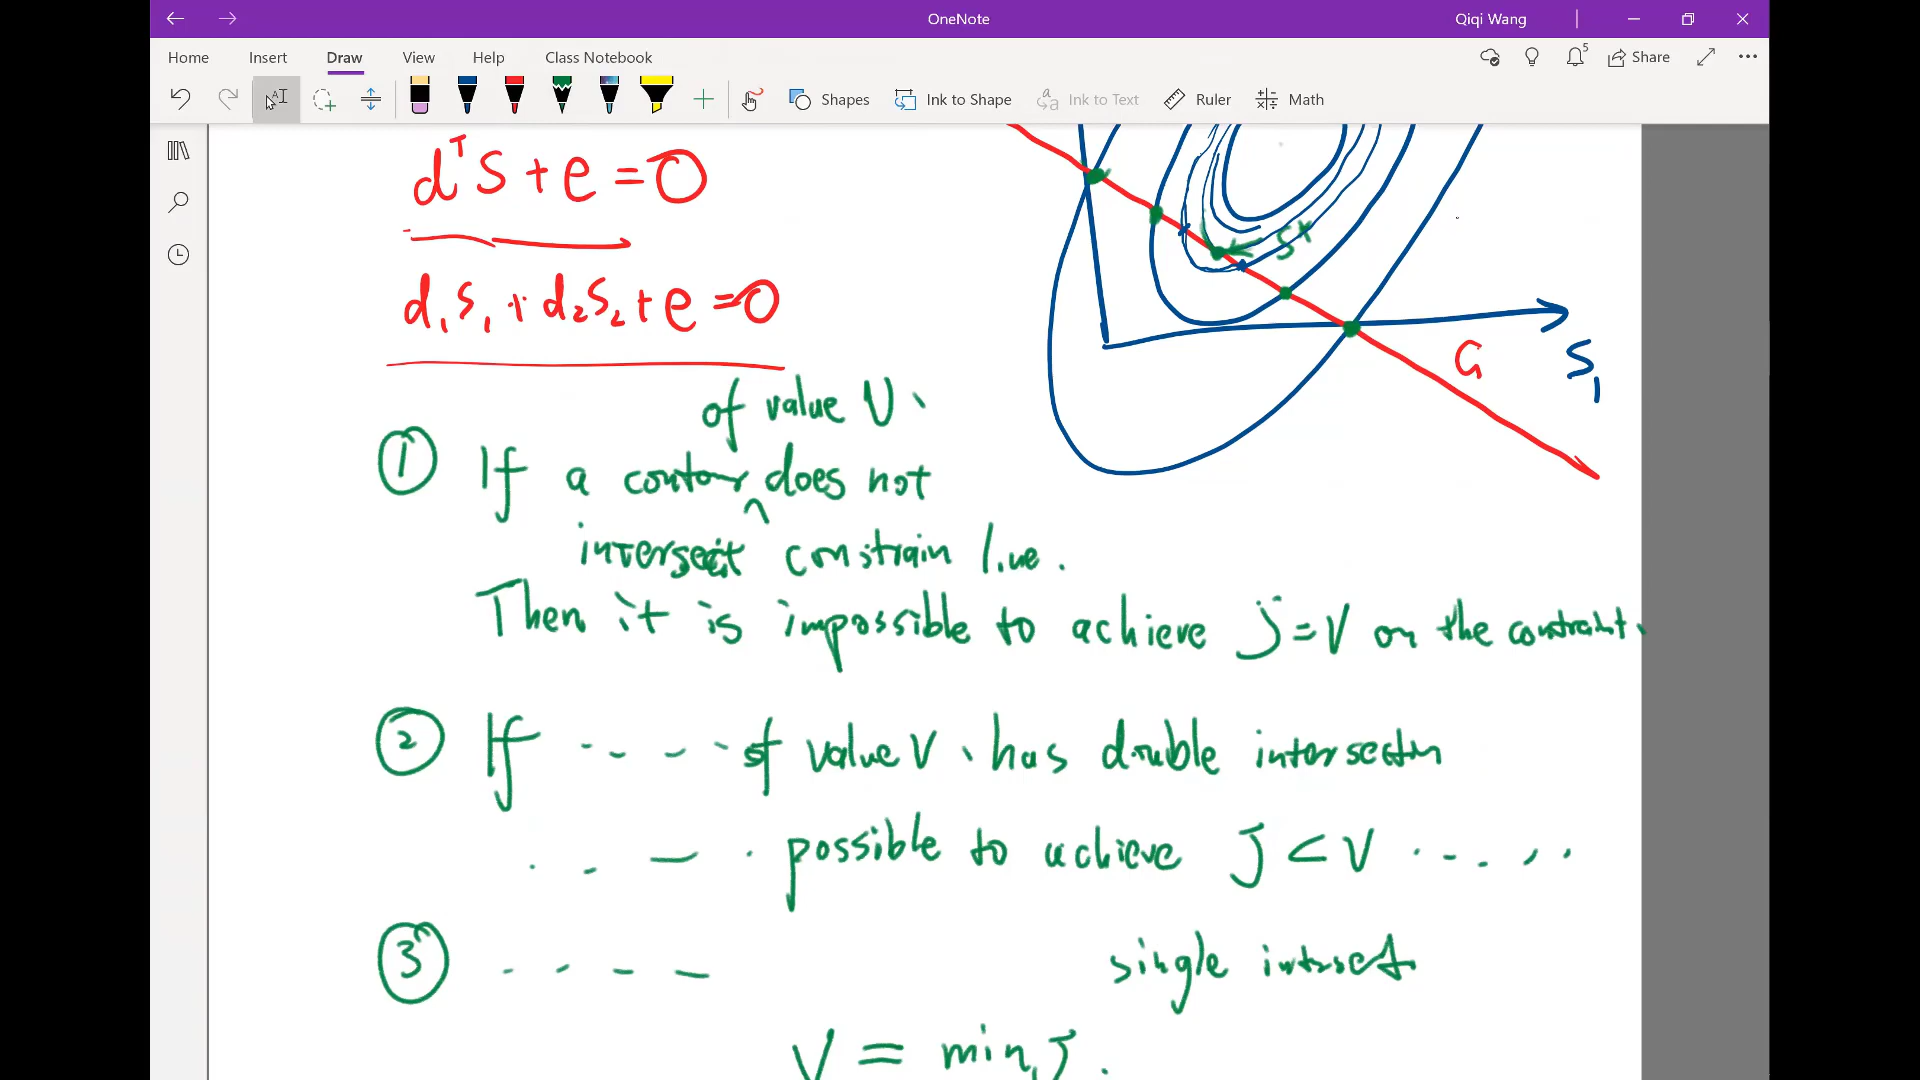 OneNote
Qiqi Wang
Home Insert Draw View Help Class Notebook
5 Share
Shapes Ink to Shape Ink to Text Ruler Math
d^T s + e = 0
d₁s₁ + d₂s₂ + e = 0
s*
G
S₁
of value V,
① If a contour ^ does not
intersect constrain line.
Then it is impossible to achieve J = V on the constraint.
② If - - - - of value V, has double intersectn
. . - . possible to achieve J < V . - . . .
③ - - - - single intersect
V = min J.